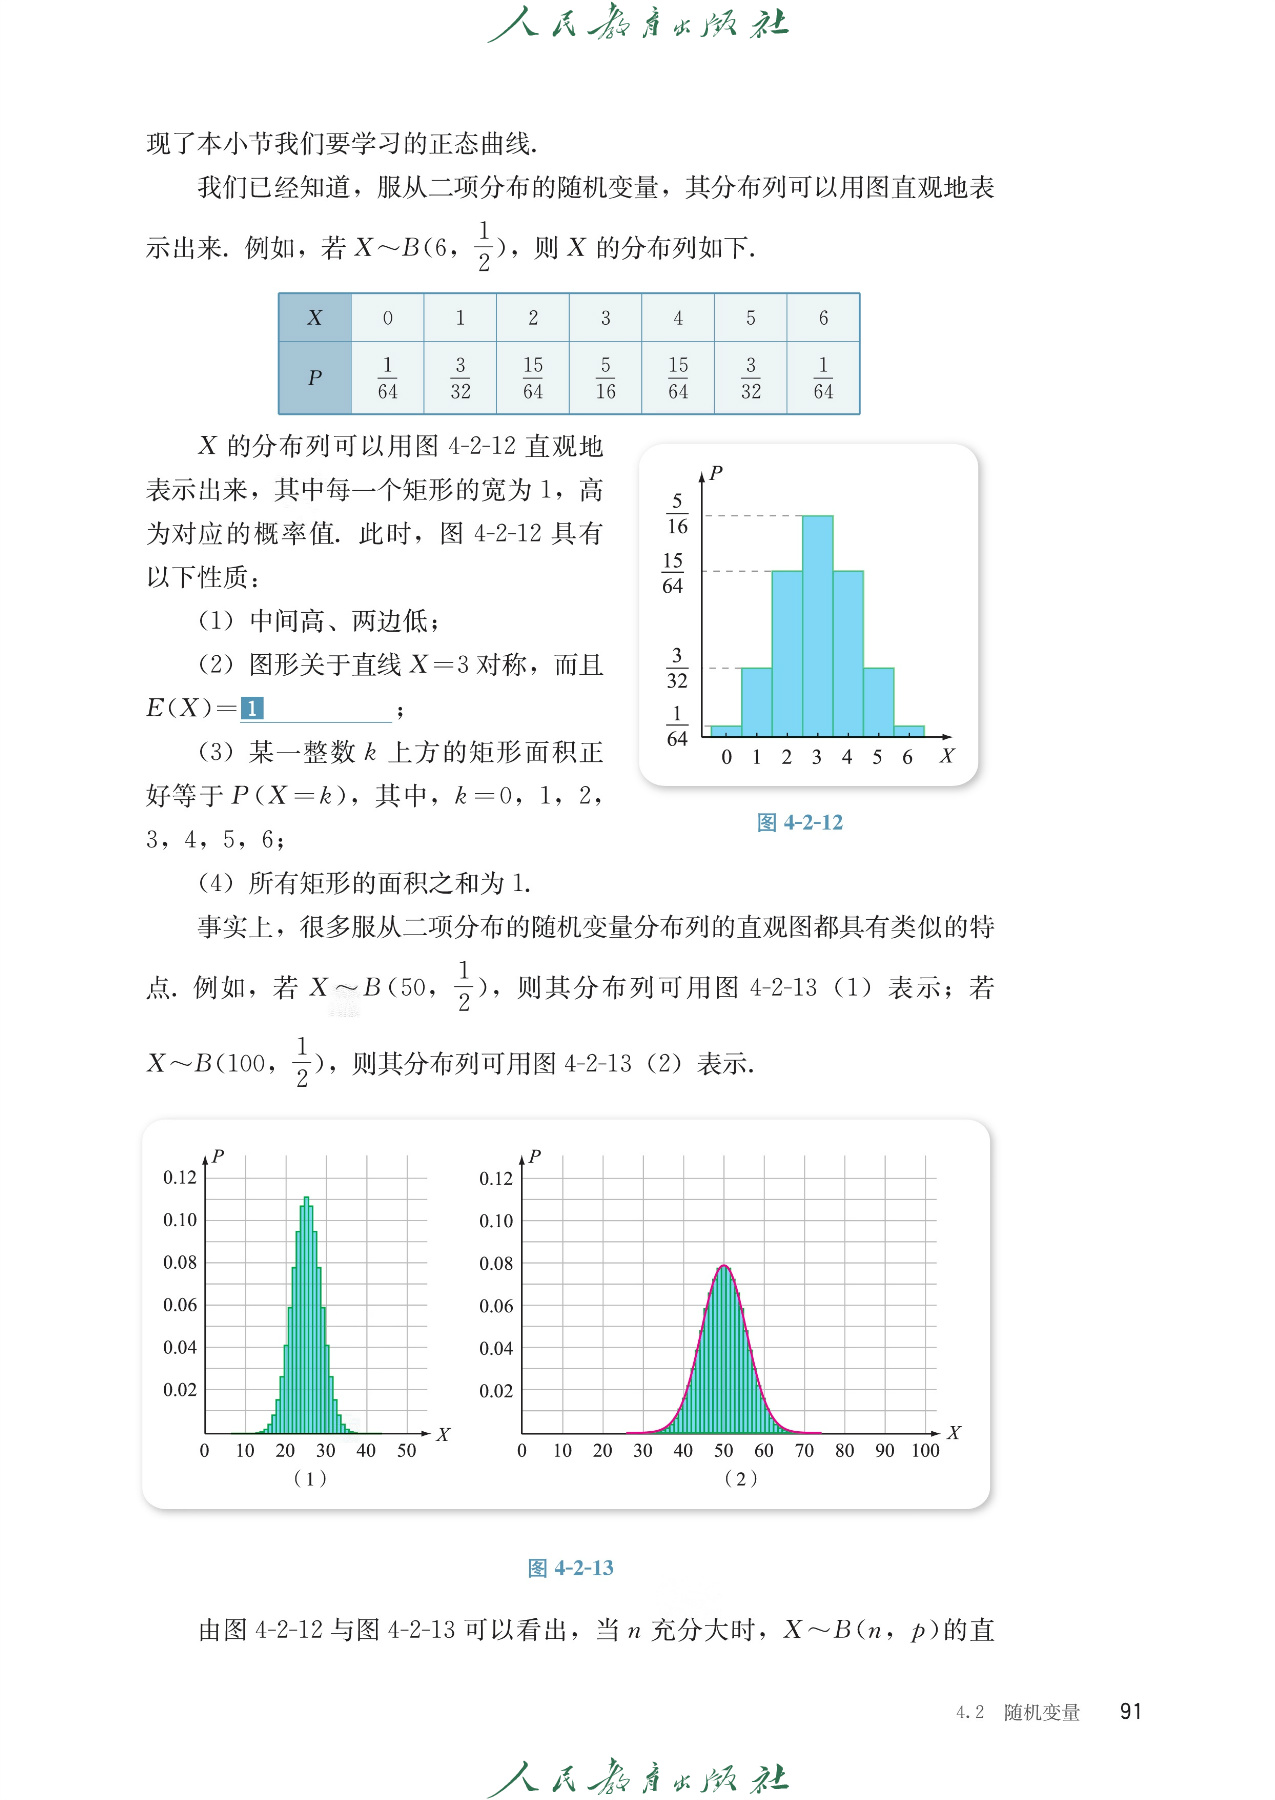 人民教育出版社
现了本小节我们要学习的正态曲线.
我们已经知道，服从二项分布的随机变量，其分布列可以用图直观地表
示出来. 例如，若 X～B(6，1/2)，则 X 的分布列如下.
X 0 1 2 3 4 5 6
P 1/64 3/32 15/64 5/16 15/64 3/32 1/64
X 的分布列可以用图 4-2-12 直观地
表示出来，其中每一个矩形的宽为 1，高
为对应的概率值. 此时，图 4-2-12 具有
以下性质：
（1）中间高、两边低；
（2）图形关于直线 X＝3 对称，而且
E(X)＝1 ；
（3）某一整数 k 上方的矩形面积正
好等于 P(X＝k)，其中，k＝0，1，2，
3，4，5，6；
（4）所有矩形的面积之和为 1.
P
5/16
15/64
3/32
1/64
0 1 2 3 4 5 6 X
图 4-2-12
事实上，很多服从二项分布的随机变量分布列的直观图都具有类似的特
点. 例如，若 X～B(50，1/2)，则其分布列可用图 4-2-13（1）表示；若
X～B(100，1/2)，则其分布列可用图 4-2-13（2）表示.
P
0.12
0.10
0.08
0.06
0.04
0.02
0 10 20 30 40 50 X
（1）
P
0.12
0.10
0.08
0.06
0.04
0.02
0 10 20 30 40 50 60 70 80 90 100 X
（2）
图 4-2-13
由图 4-2-12 与图 4-2-13 可以看出，当 n 充分大时，X～B(n，p)的直
4.2 随机变量 91
人民教育出版社